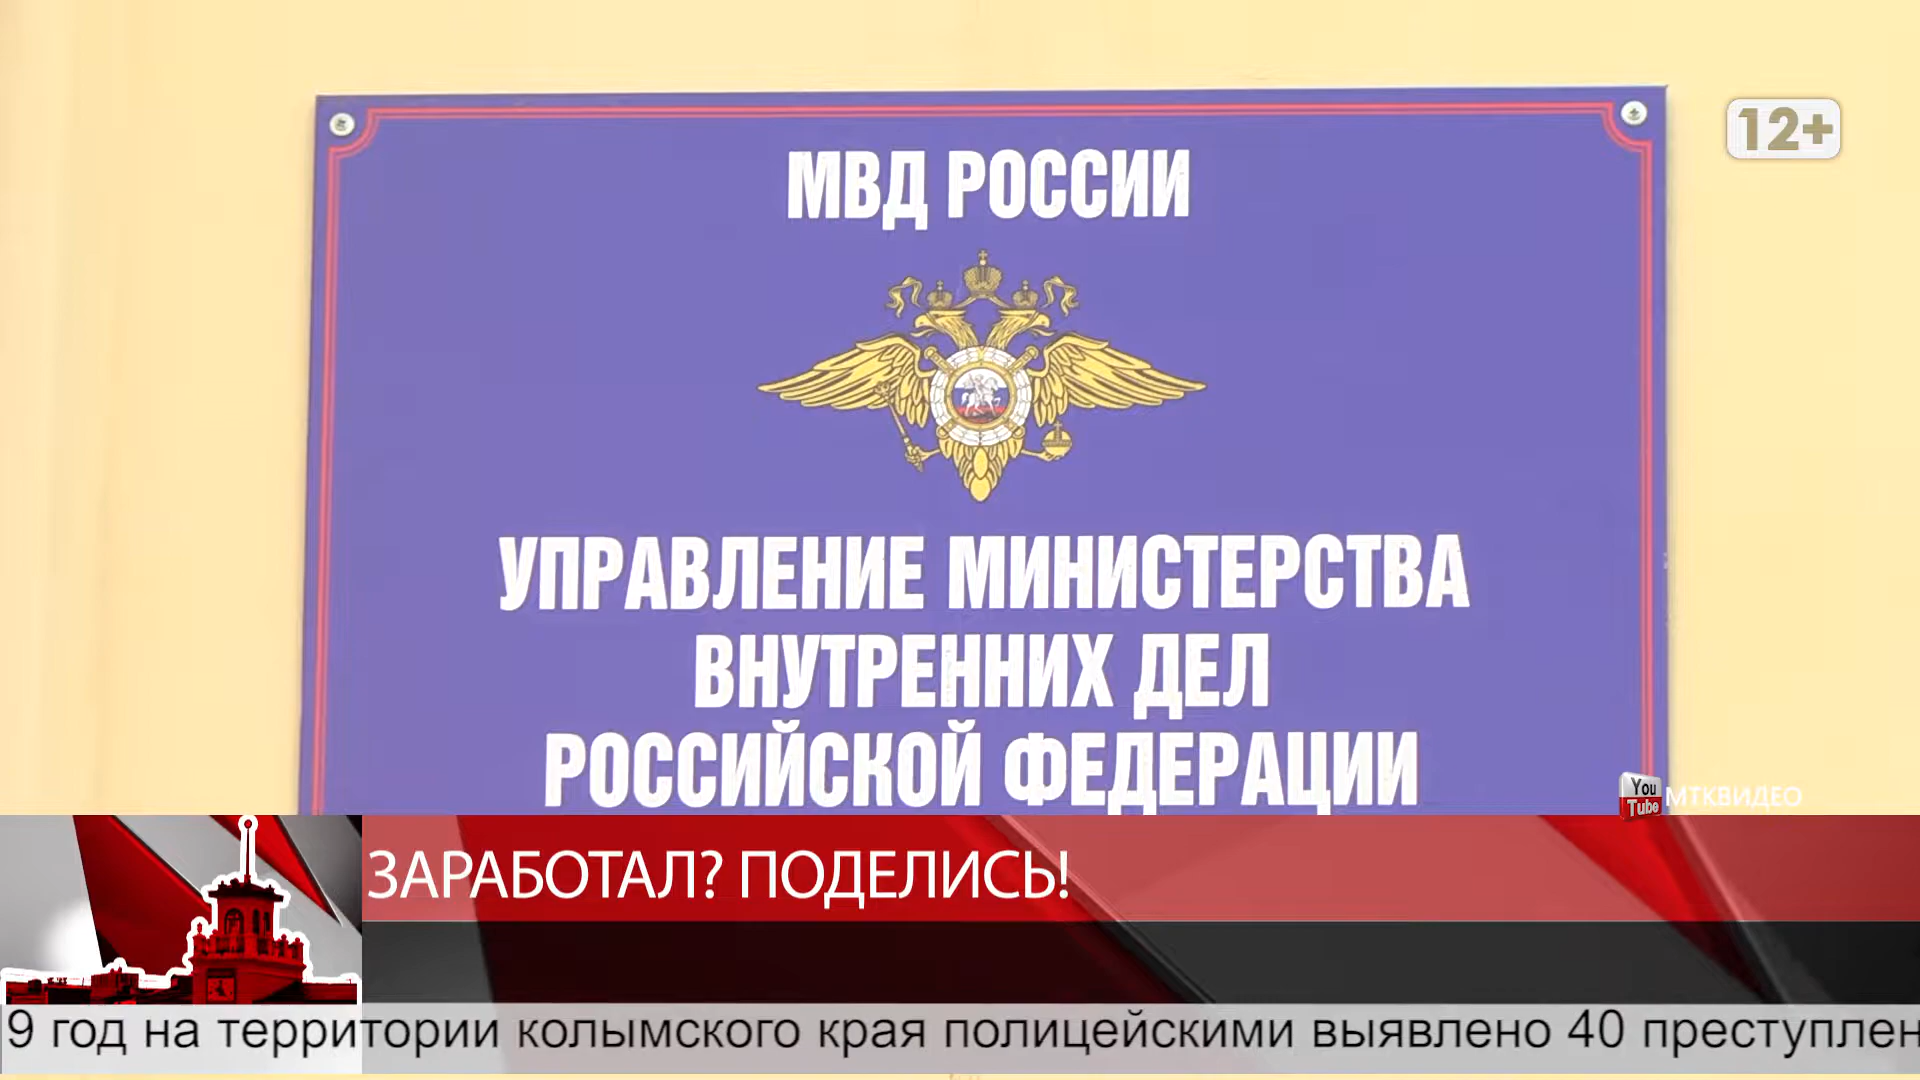 12+
МВД РОССИИ
УПРАВЛЕНИЕ МИНИСТЕРСТВА
ВНУТРЕННИХ ДЕЛ
РОССИЙСКОЙ ФЕДЕРАЦИИ
You
Tube МТКВИДЕО
ЗАРАБОТАЛ? ПОДЕЛИСЬ!
9 год на территории колымского края полицейскими выявлено 40 преступлен